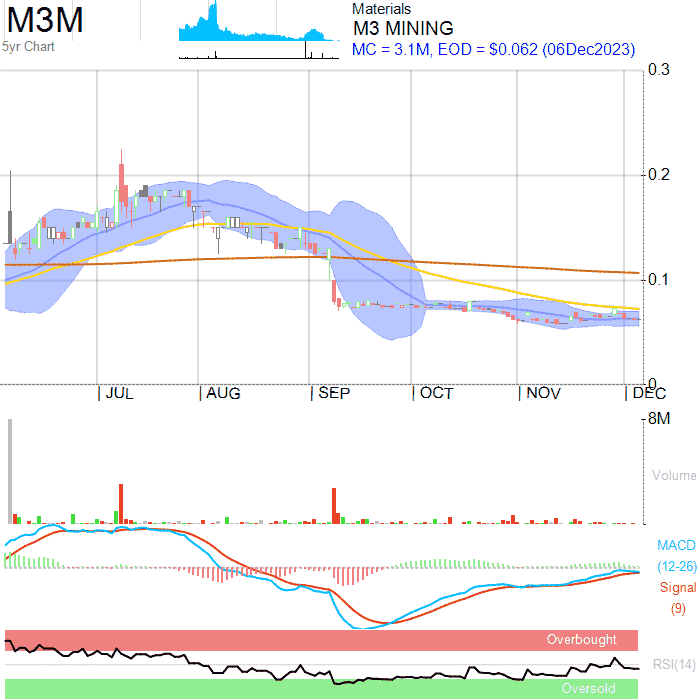 M3M
5yr Chart
Materials
M3 MINING
MC = 3.1M, EOD = $0.062 (06Dec2023)
0.3
0.2
0.1
0
JUL
AUG
SEP
OCT
NOV
DEC
8M
Volume
MACD
(12-26)
Signal
(9)
Overbought
RSI(14)
Oversold